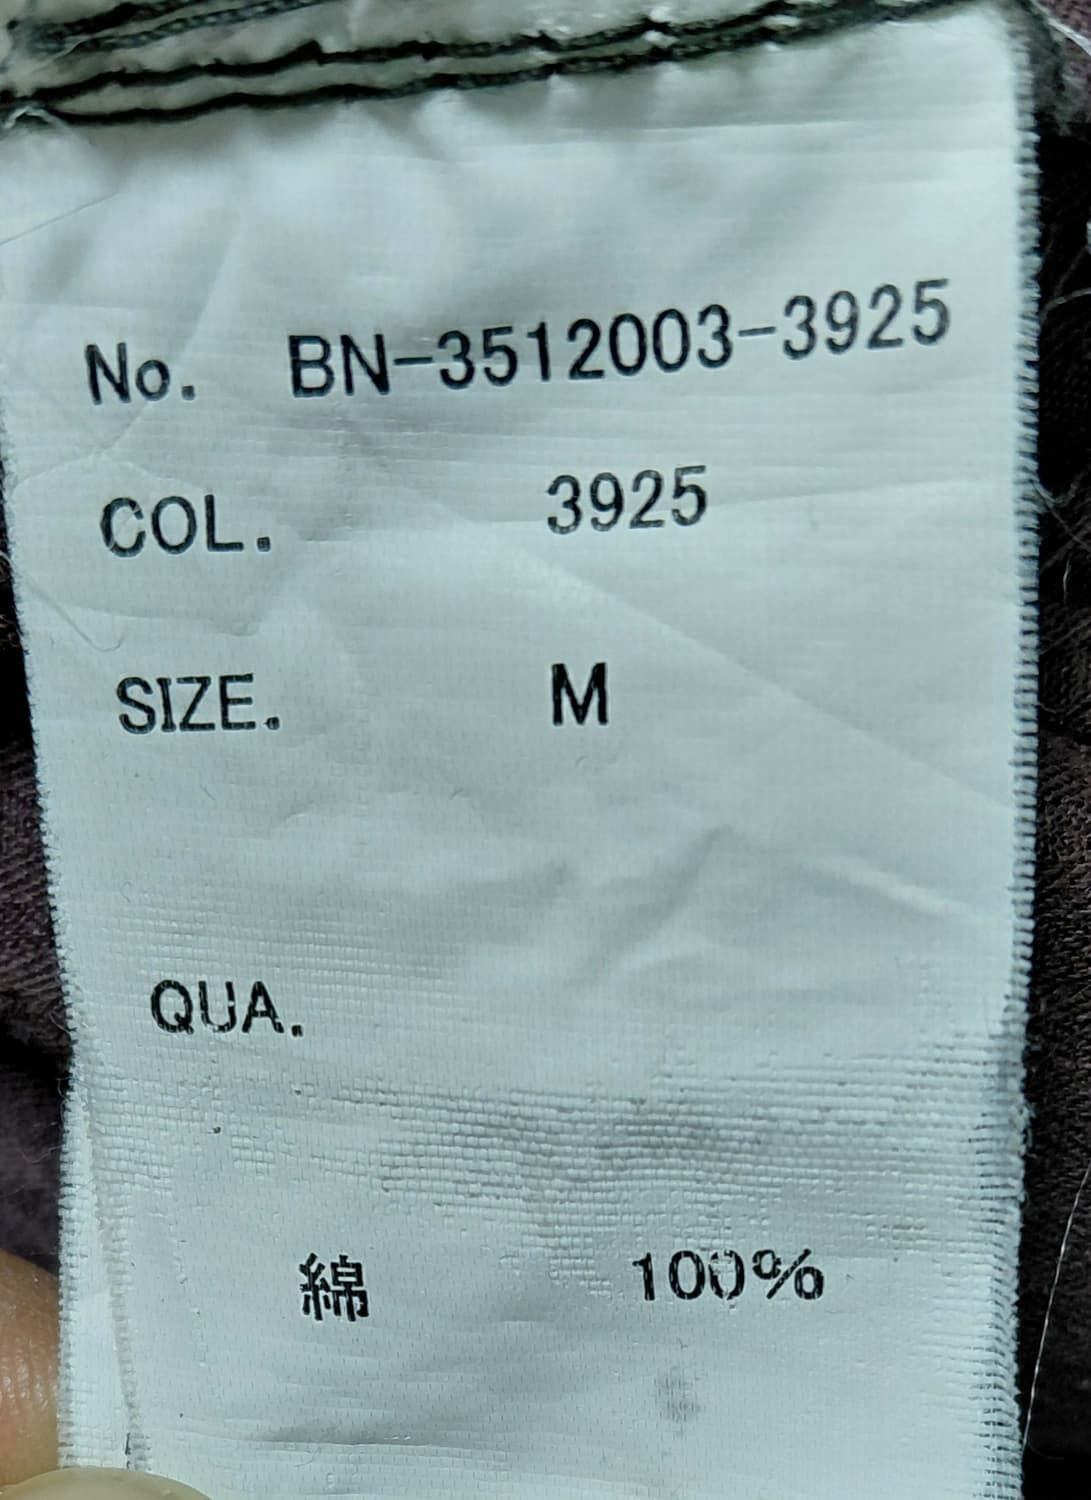 No. BN-3512003-3925
COL. 3925
SIZE. M
QUA.
綿 100%